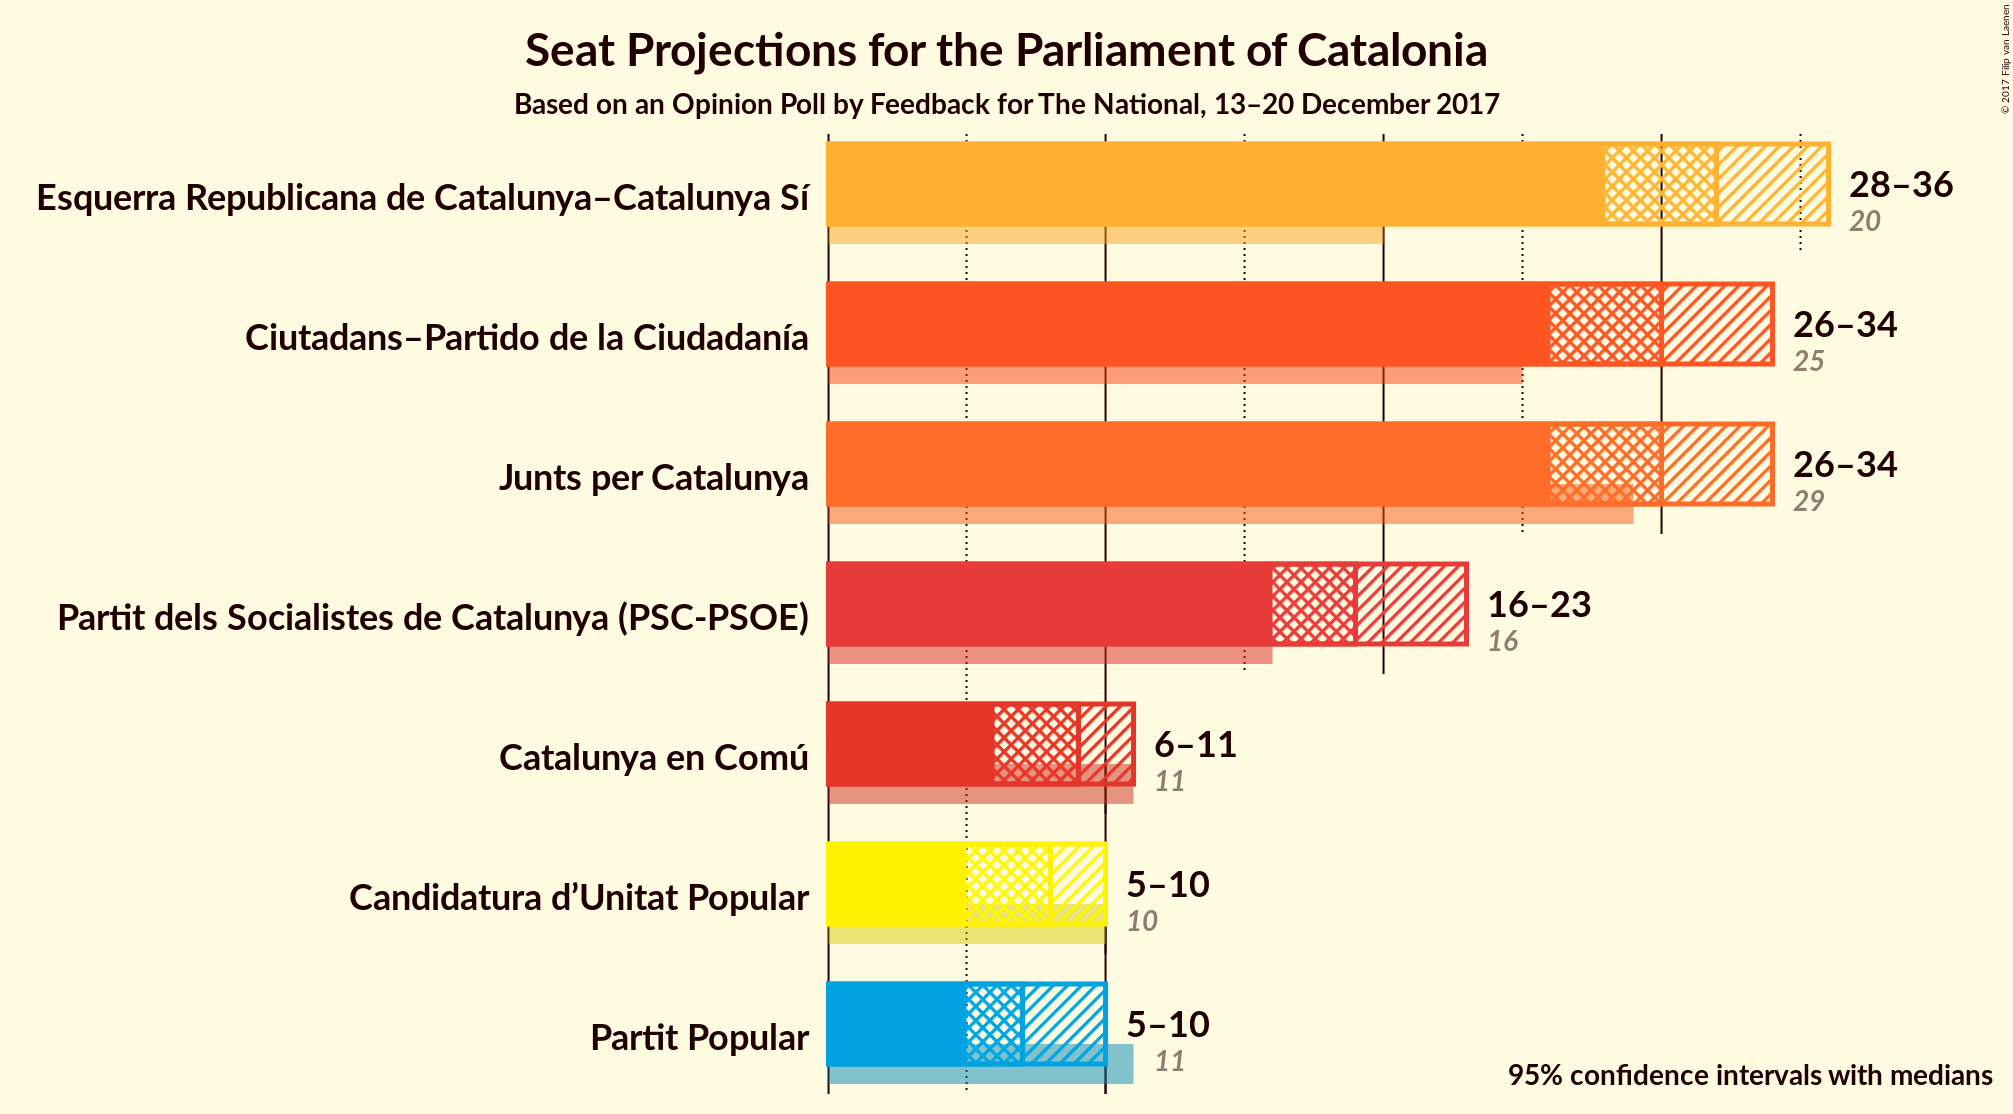 Seat Projections for the Parliament of Catalonia
Based on an Opinion Poll by Feedback for The National, 13–20 December 2017
© 2017 Filip van Laenen
Esquerra Republicana de Catalunya–Catalunya Sí
28–36
20
Ciutadans–Partido de la Ciudadanía
26–34
25
Junts per Catalunya
26–34
29
Partit dels Socialistes de Catalunya (PSC-PSOE)
16–23
16
Catalunya en Comú
6–11
11
Candidatura d’Unitat Popular
5–10
10
Partit Popular
5–10
11
95% confidence intervals with medians